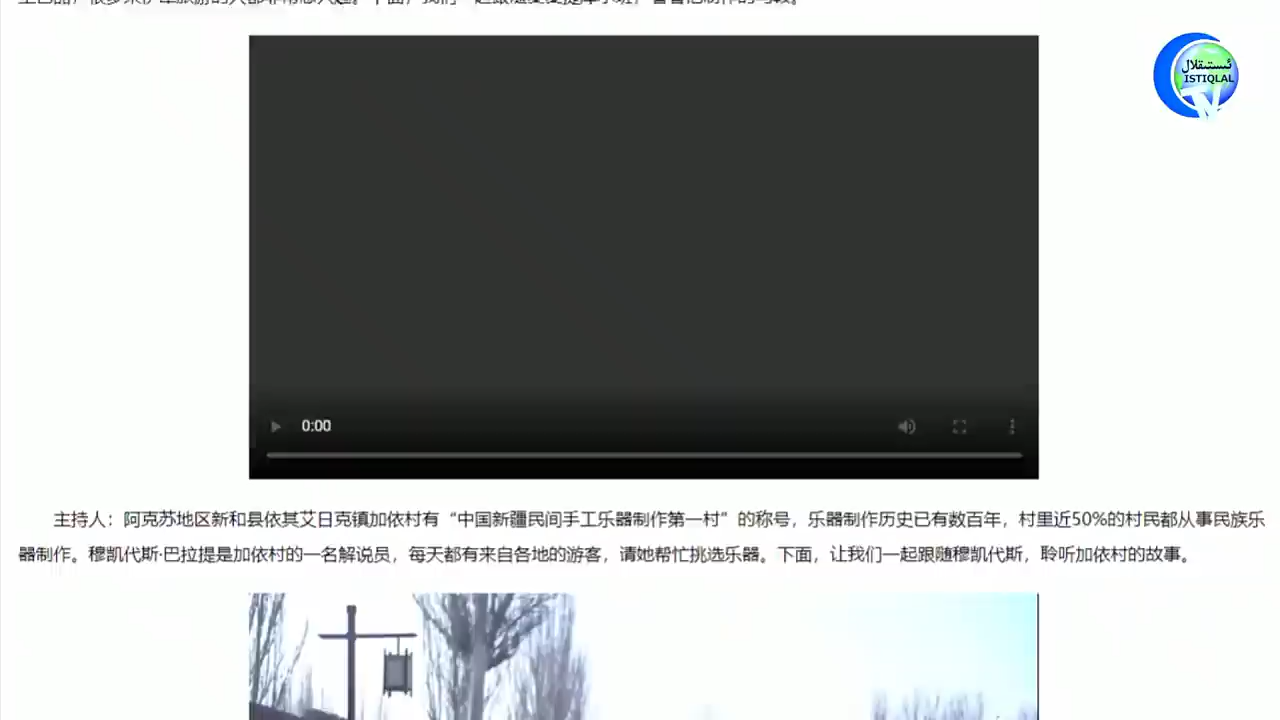 ئىستىقلال
ISTIQLAL
TV
0:00
主持人：阿克苏地区新和县依其艾日克镇加依村有“中国新疆民间手工乐器制作第一村”的称号，乐器制作历史已有数百年，村里近50%的村民都从事民族乐
器制作。穆凯代斯·巴拉提是加依村的一名解说员，每天都有来自各地的游客，请她帮忙挑选乐器。下面，让我们一起跟随穆凯代斯，聆听加依村的故事。